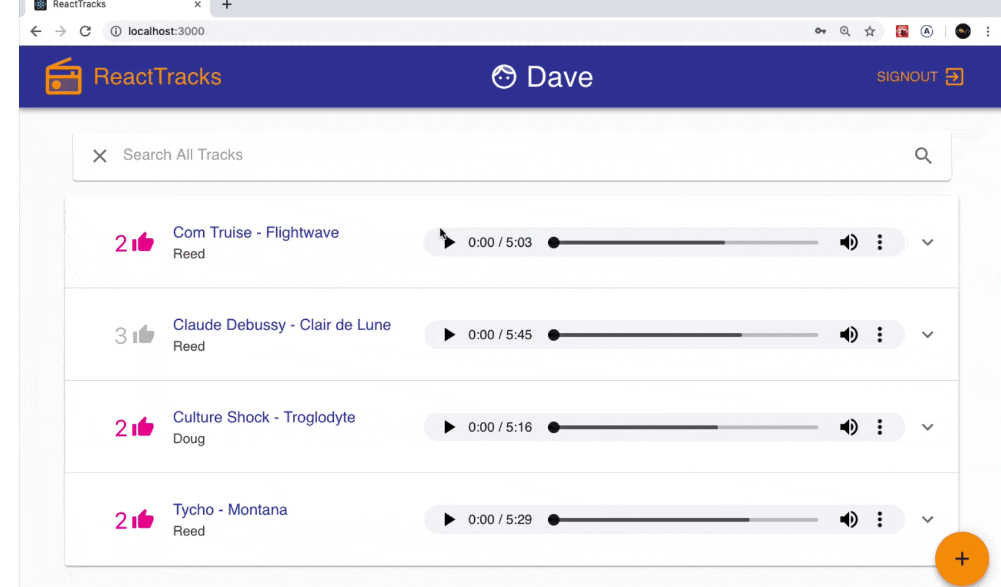 ReactTracks
localhost:3000
ReactTracks
Dave
SIGNOUT
Search All Tracks
2
Com Truise - Flightwave
Reed
0:00 / 5:03
3
Claude Debussy - Clair de Lune
Reed
0:00 / 5:45
2
Culture Shock - Troglodyte
Doug
0:00 / 5:16
2
Tycho - Montana
Reed
0:00 / 5:29